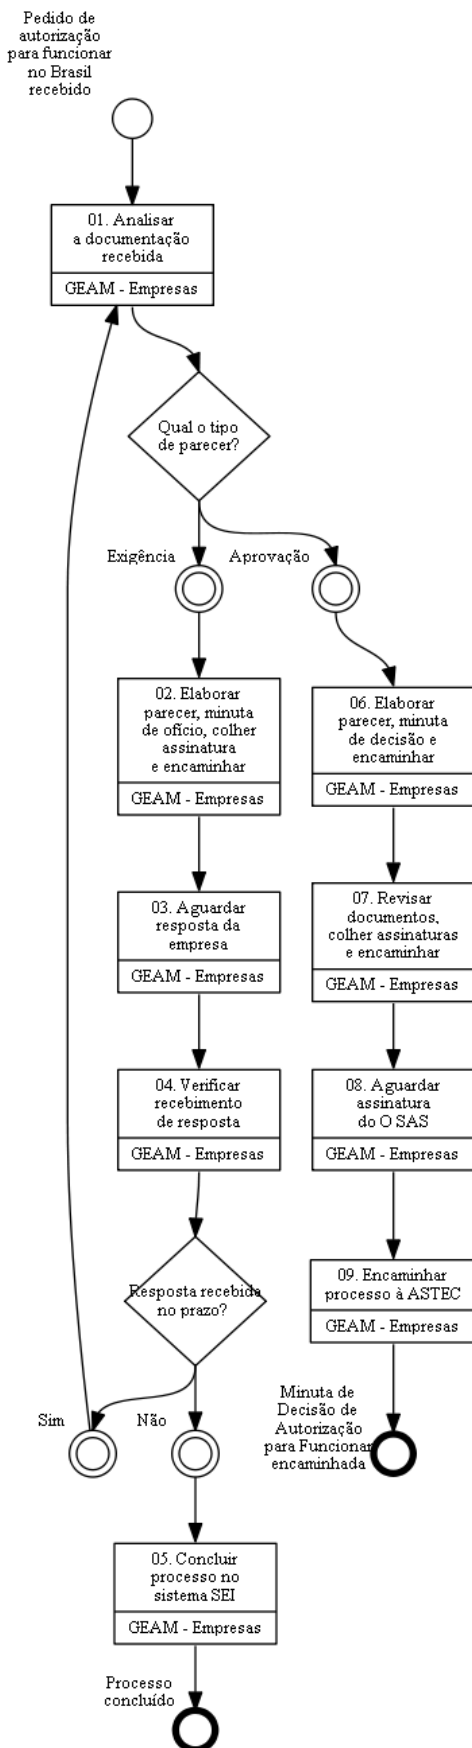 Pedido de
autorização
para funcionar
no Brasil
recebido
01. Analisar
a documentação
recebida
GEAM - Empresas
Qual o tipo
de parecer?
Exigência
Aprovação
02. Elaborar
parecer, minuta
de ofício, colher
assinatura
e encaminhar
GEAM - Empresas
06. Elaborar
parecer, minuta
de decisão e
encaminhar
GEAM - Empresas
03. Aguardar
resposta da
empresa
GEAM - Empresas
07. Revisar
documentos,
colher assinaturas
e encaminhar
GEAM - Empresas
04. Verificar
recebimento
de resposta
GEAM - Empresas
08. Aguardar
assinatura
do O SAS
GEAM - Empresas
Resposta recebida
no prazo?
09. Encaminhar
processo à ASTEC
GEAM - Empresas
Sim
Não
Minuta de
Decisão de
Autorização
para Funcionar
encaminhada
05. Concluir
processo no
sistema SEI
GEAM - Empresas
Processo
concluído